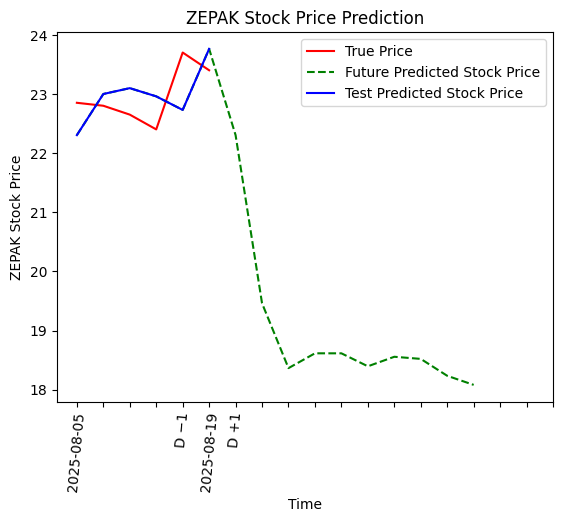 ZEPAK Stock Price Prediction
24
23
22
21
20
19
18
ZEPAK Stock Price
True Price
Future Predicted Stock Price
Test Predicted Stock Price
2025-08-05
D −1
2025-08-19
D +1
Time